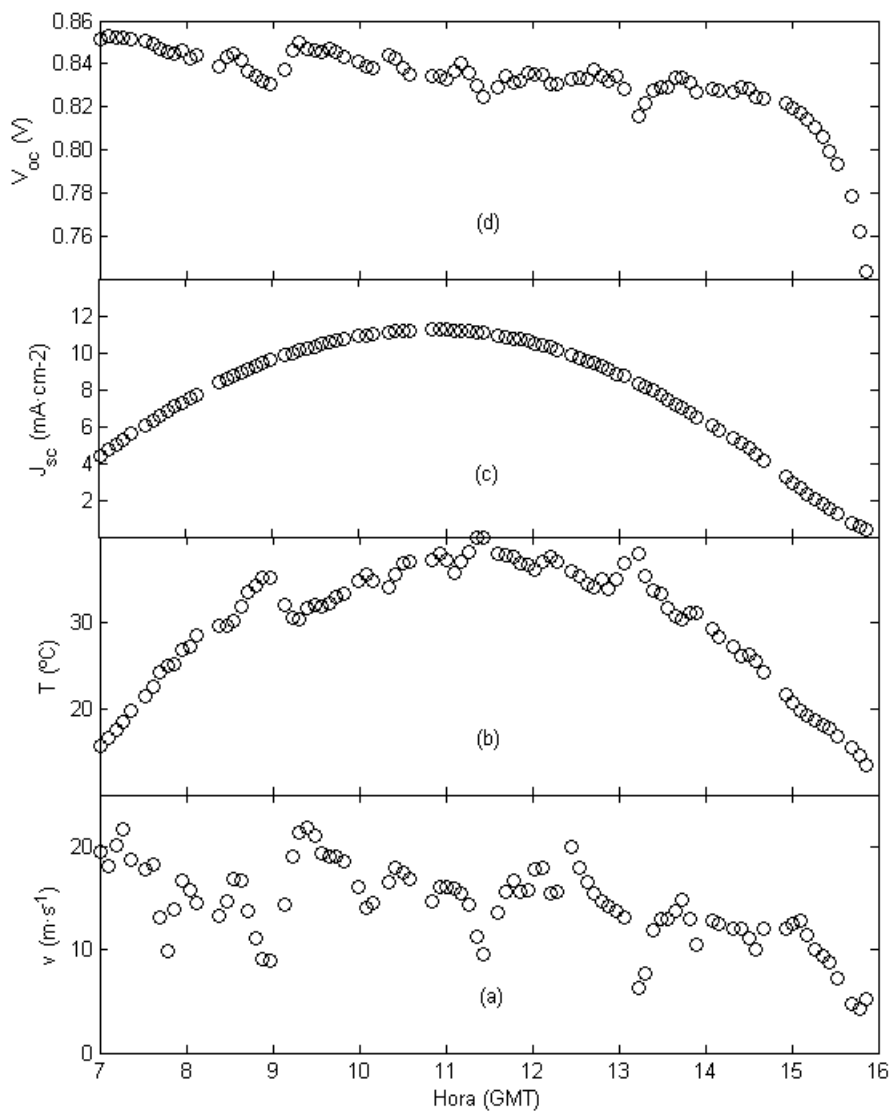 0.86
0.84
0.82
0.80
0.78
0.76
V_oc (V)
(d)
12
10
8
6
4
2
J_sc (mA·cm-2)
(c)
30
20
T (ºC)
(b)
20
10
0
v (m·s⁻¹)
(a)
7 8 9 10 11 12 13 14 15 16
Hora (GMT)